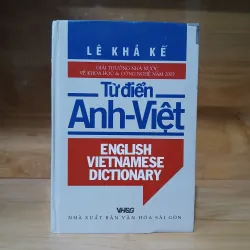 LÊ KHẢ KẾ
GIẢI THƯỞNG NHÀ NƯỚC
VỀ KHOA HỌC & CÔNG NGHỆ NĂM 2005
Từ điển
Anh-Việt
ENGLISH
VIETNAMESE
DICTIONARY
VHSG
NHÀ XUẤT BẢN VĂN HÓA SÀI GÒN